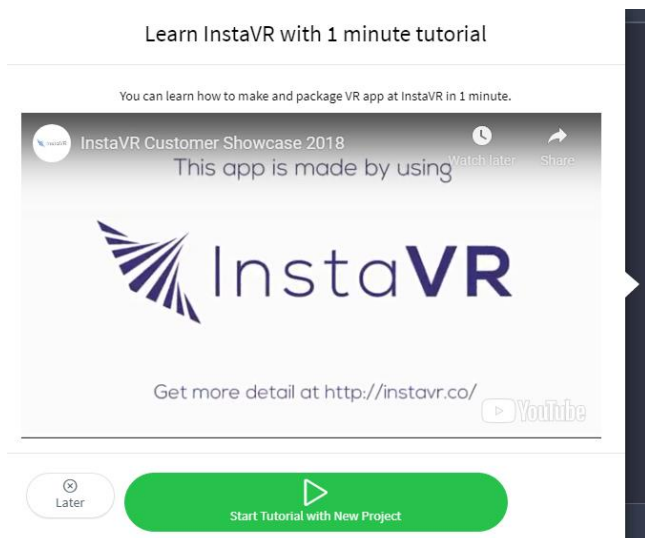 Learn InstaVR with 1 minute tutorial
You can learn how to make and package VR app at InstaVR in 1 minute.
InstaVR
InstaVR Customer Showcase 2018
Watch later
Share
This app is made by using
InstaVR
Get more detail at http://instavr.co/
YouTube
Later
Start Tutorial with New Project